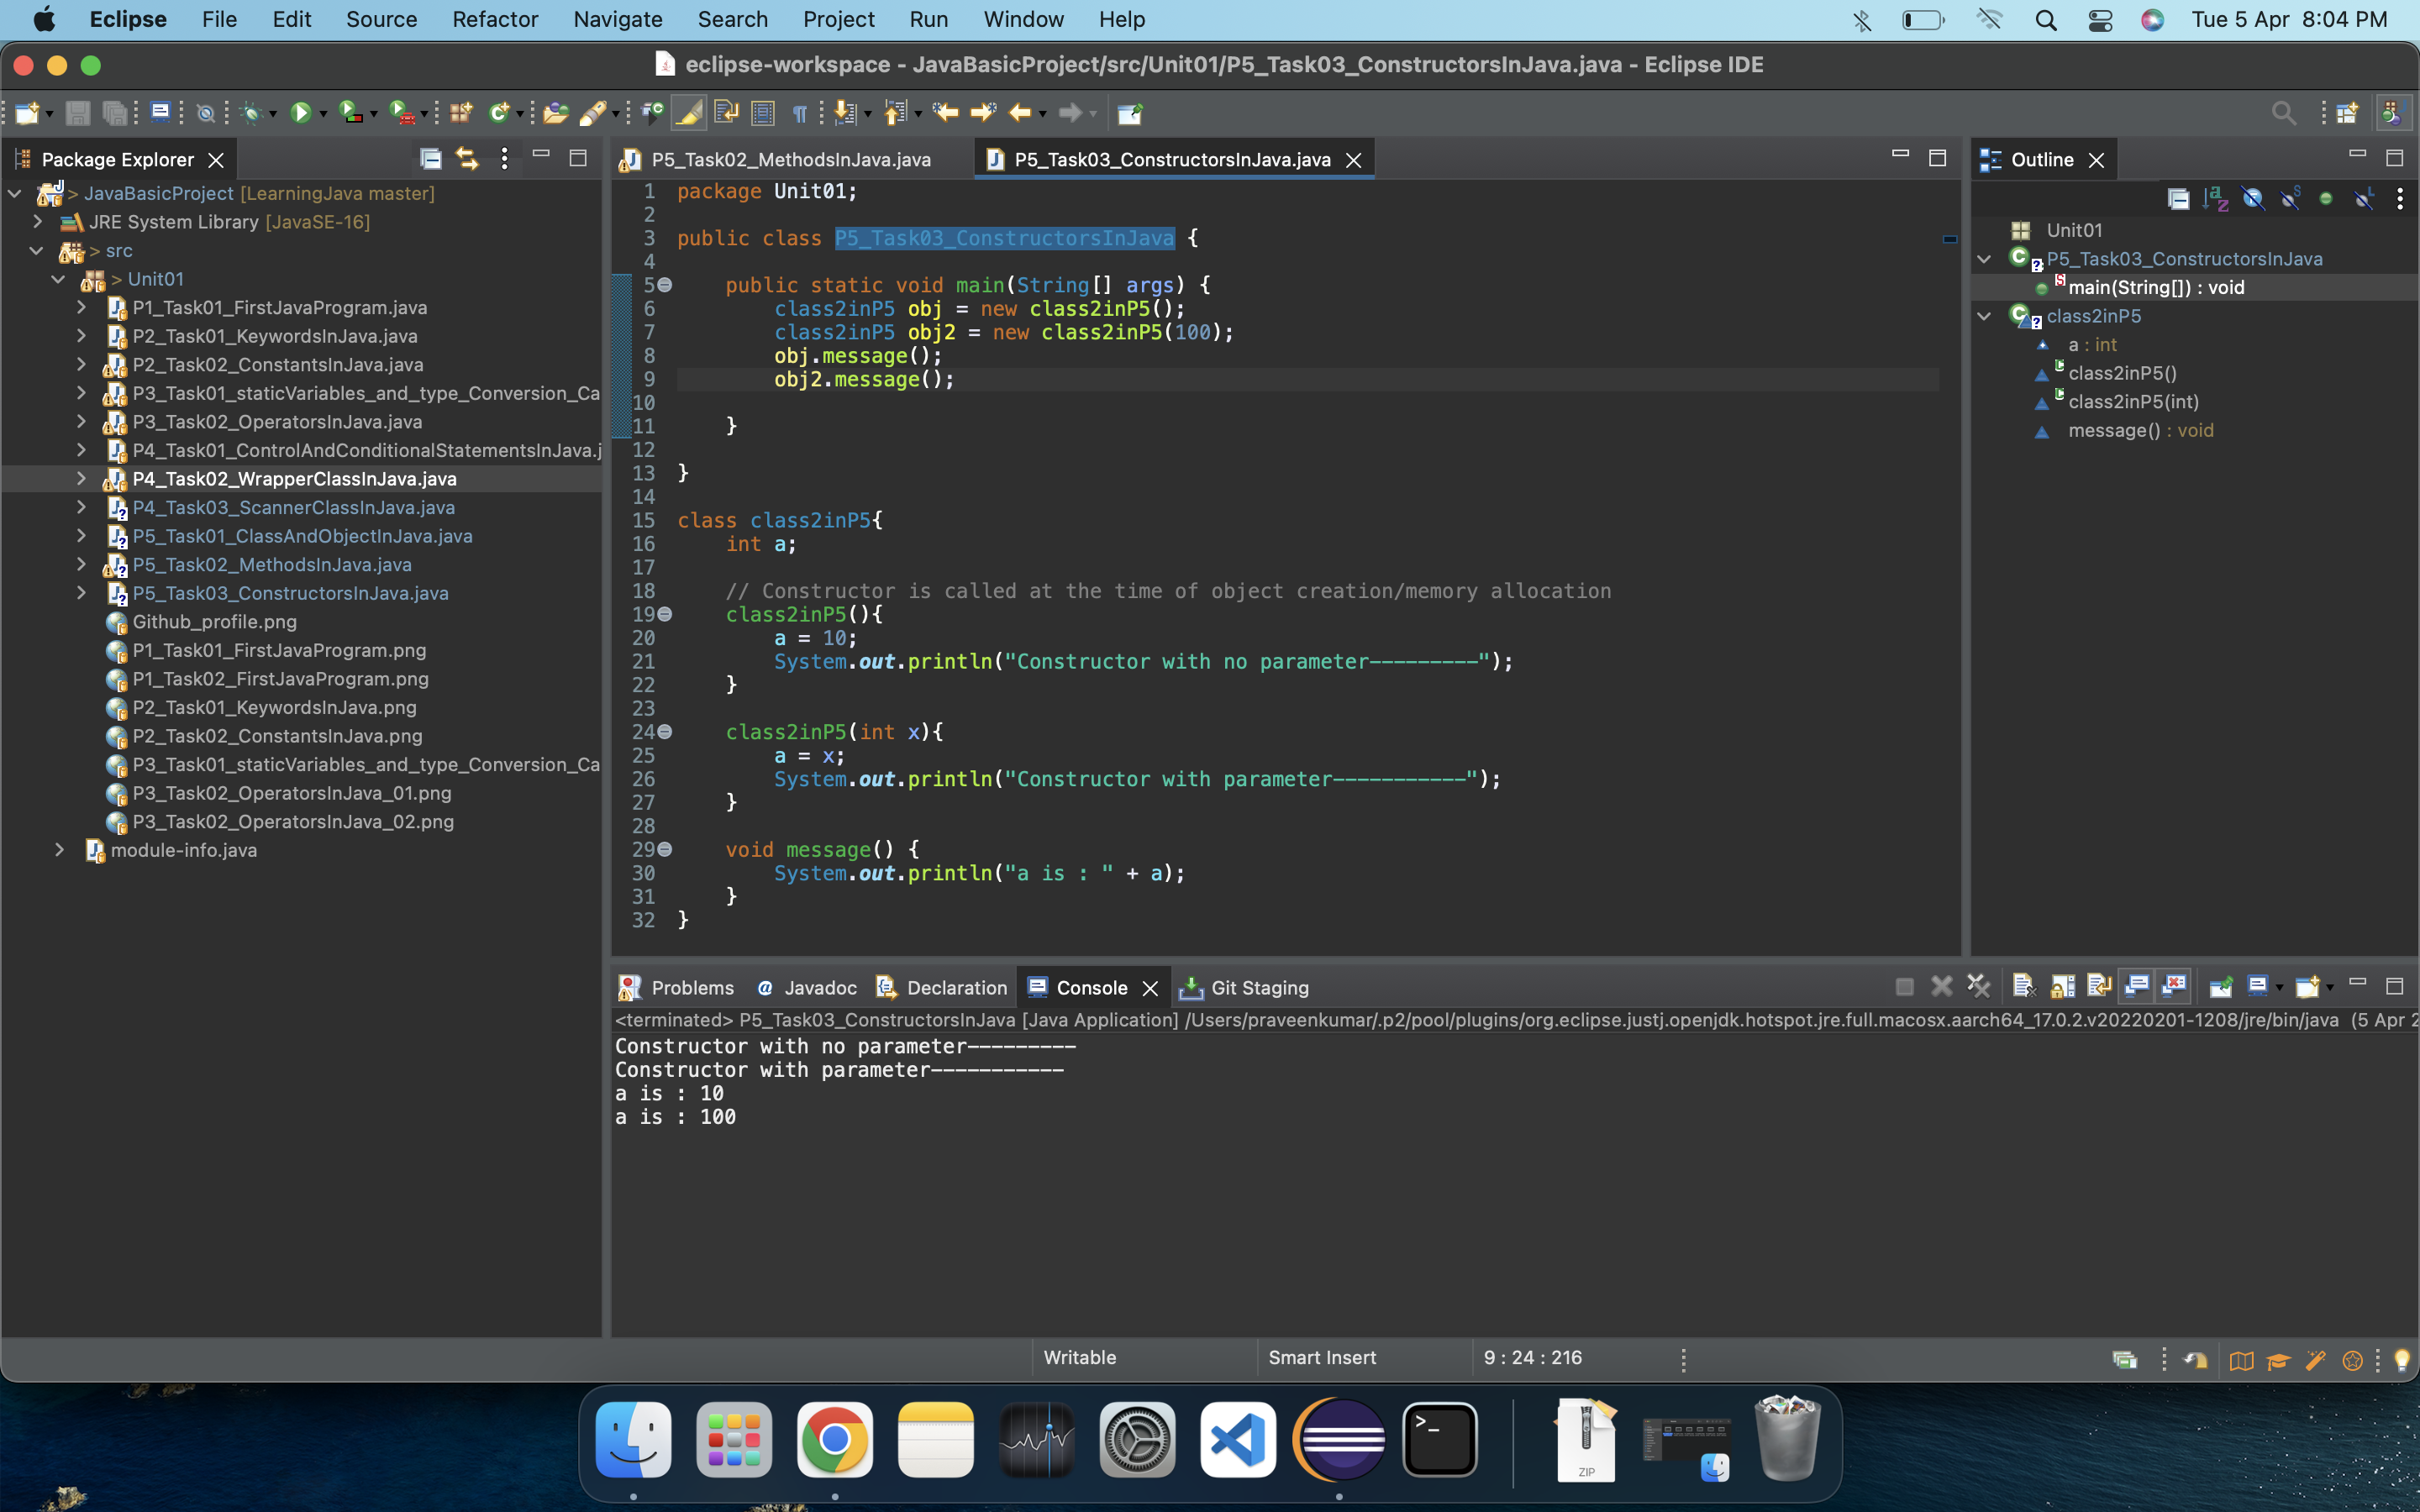 Eclipse File Edit Source Refactor Navigate Search Project Run Window Help Tue 5 Apr 8:04 PM
eclipse-workspace - JavaBasicProject/src/Unit01/P5_Task03_ConstructorsInJava.java - Eclipse IDE
Package Explorer
> JavaBasicProject [LearningJava master]
JRE System Library [JavaSE-16]
> src
> Unit01
P1_Task01_FirstJavaProgram.java
P2_Task01_KeywordsInJava.java
P2_Task02_ConstantsInJava.java
P3_Task01_staticVariables_and_type_Conversion_Ca
P3_Task02_OperatorsInJava.java
P4_Task01_ControlAndConditionalStatementsInJava.j
P4_Task02_WrapperClassInJava.java
P4_Task03_ScannerClassInJava.java
P5_Task01_ClassAndObjectInJava.java
P5_Task02_MethodsInJava.java
P5_Task03_ConstructorsInJava.java
Github_profile.png
P1_Task01_FirstJavaProgram.png
P1_Task02_FirstJavaProgram.png
P2_Task01_KeywordsInJava.png
P2_Task02_ConstantsInJava.png
P3_Task01_staticVariables_and_type_Conversion_Ca
P3_Task02_OperatorsInJava_01.png
P3_Task02_OperatorsInJava_02.png
module-info.java
P5_Task02_MethodsInJava.java P5_Task03_ConstructorsInJava.java
1 package Unit01;
2
3 public class P5_Task03_ConstructorsInJava {
4
5 public static void main(String[] args) {
6 class2inP5 obj = new class2inP5();
7 class2inP5 obj2 = new class2inP5(100);
8 obj.message();
9 obj2.message();
10
11 }
12
13 }
14
15 class class2inP5{
16 int a;
17
18 // Constructor is called at the time of object creation/memory allocation
19 class2inP5(){
20 a = 10;
21 System.out.println("Constructor with no parameter---------");
22 }
23
24 class2inP5(int x){
25 a = x;
26 System.out.println("Constructor with parameter-----------");
27 }
28
29 void message() {
30 System.out.println("a is : " + a);
31 }
32 }
Outline
Unit01
P5_Task03_ConstructorsInJava
main(String[]) : void
class2inP5
a : int
class2inP5()
class2inP5(int)
message() : void
Problems Javadoc Declaration Console Git Staging
<terminated> P5_Task03_ConstructorsInJava [Java Application] /Users/praveenkumar/.p2/pool/plugins/org.eclipse.justj.openjdk.hotspot.jre.full.macosx.aarch64_17.0.2.v20220201-1208/jre/bin/java (5 Apr 2
Constructor with no parameter---------
Constructor with parameter-----------
a is : 10
a is : 100
Writable Smart Insert 9 : 24 : 216
ZIP